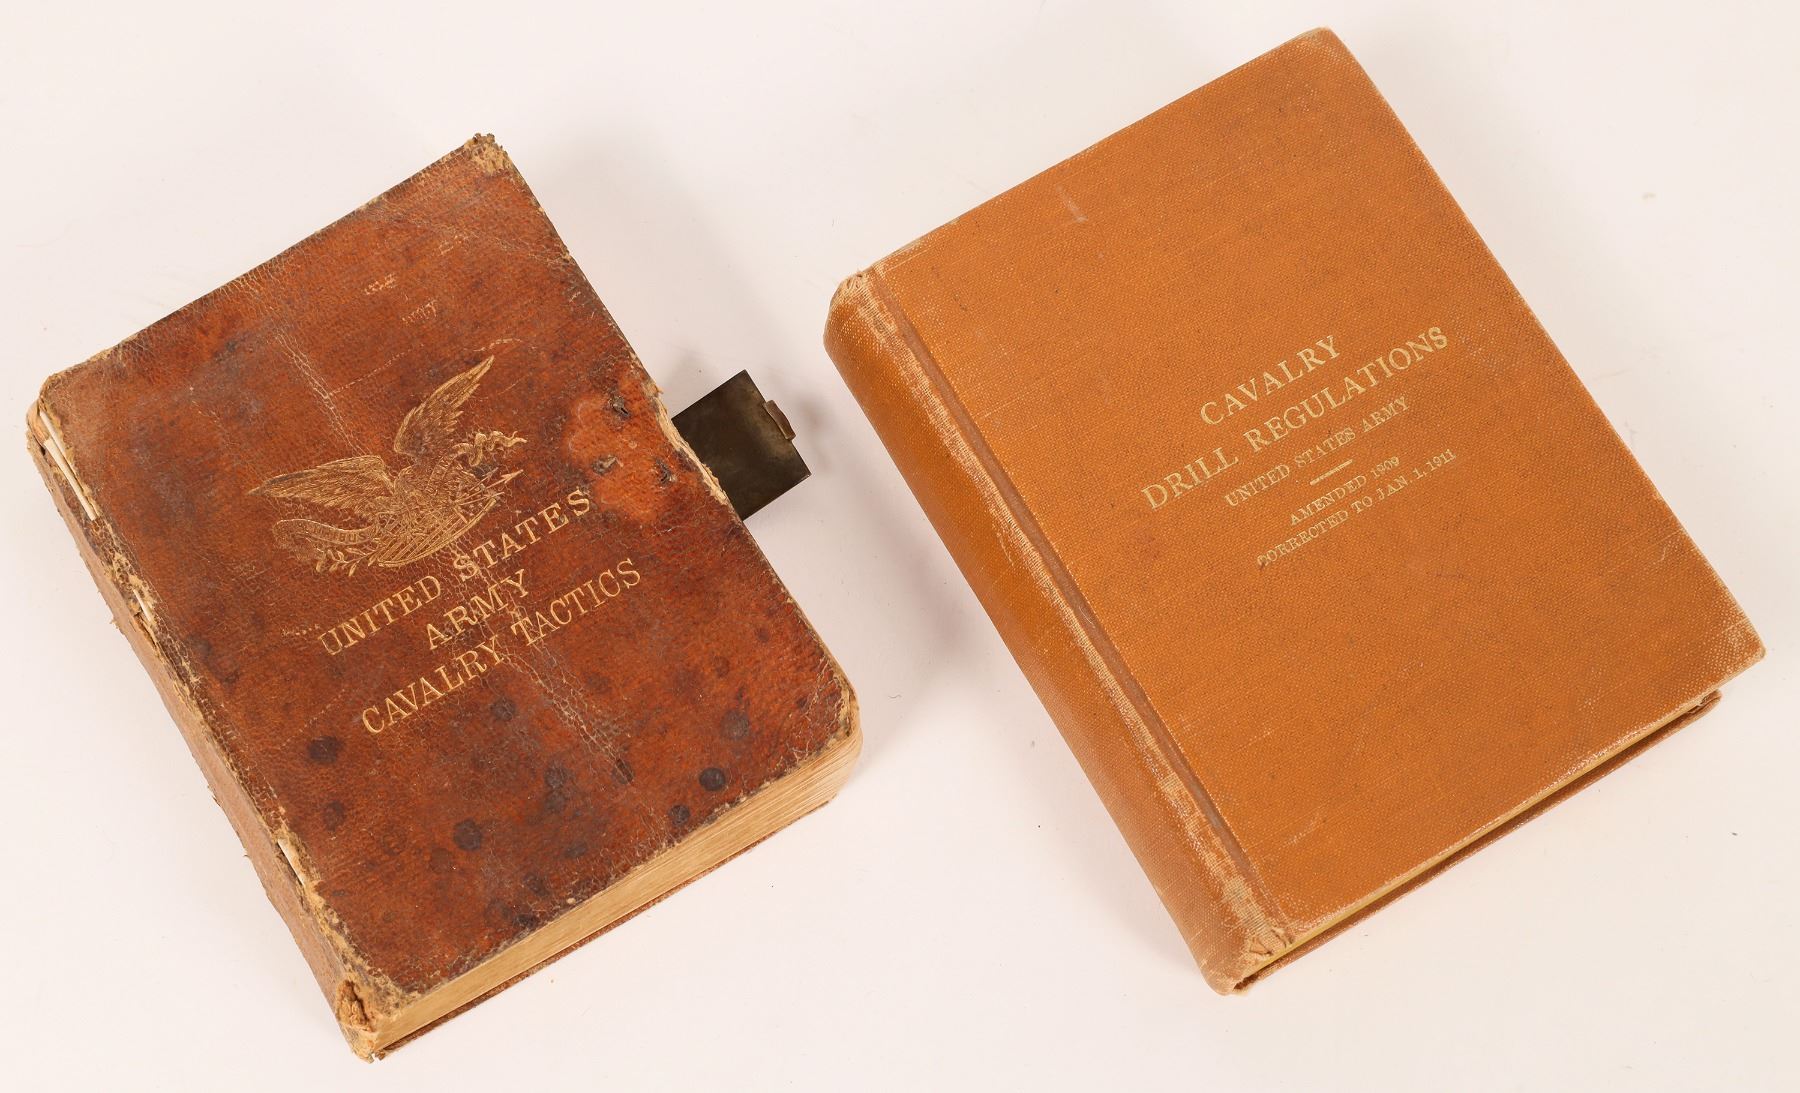 UNITED STATES
ARMY
CAVALRY TACTICS
CAVALRY
DRILL REGULATIONS
UNITED STATES ARMY
AMENDED 1909
CORRECTED TO JAN. 1, 1911